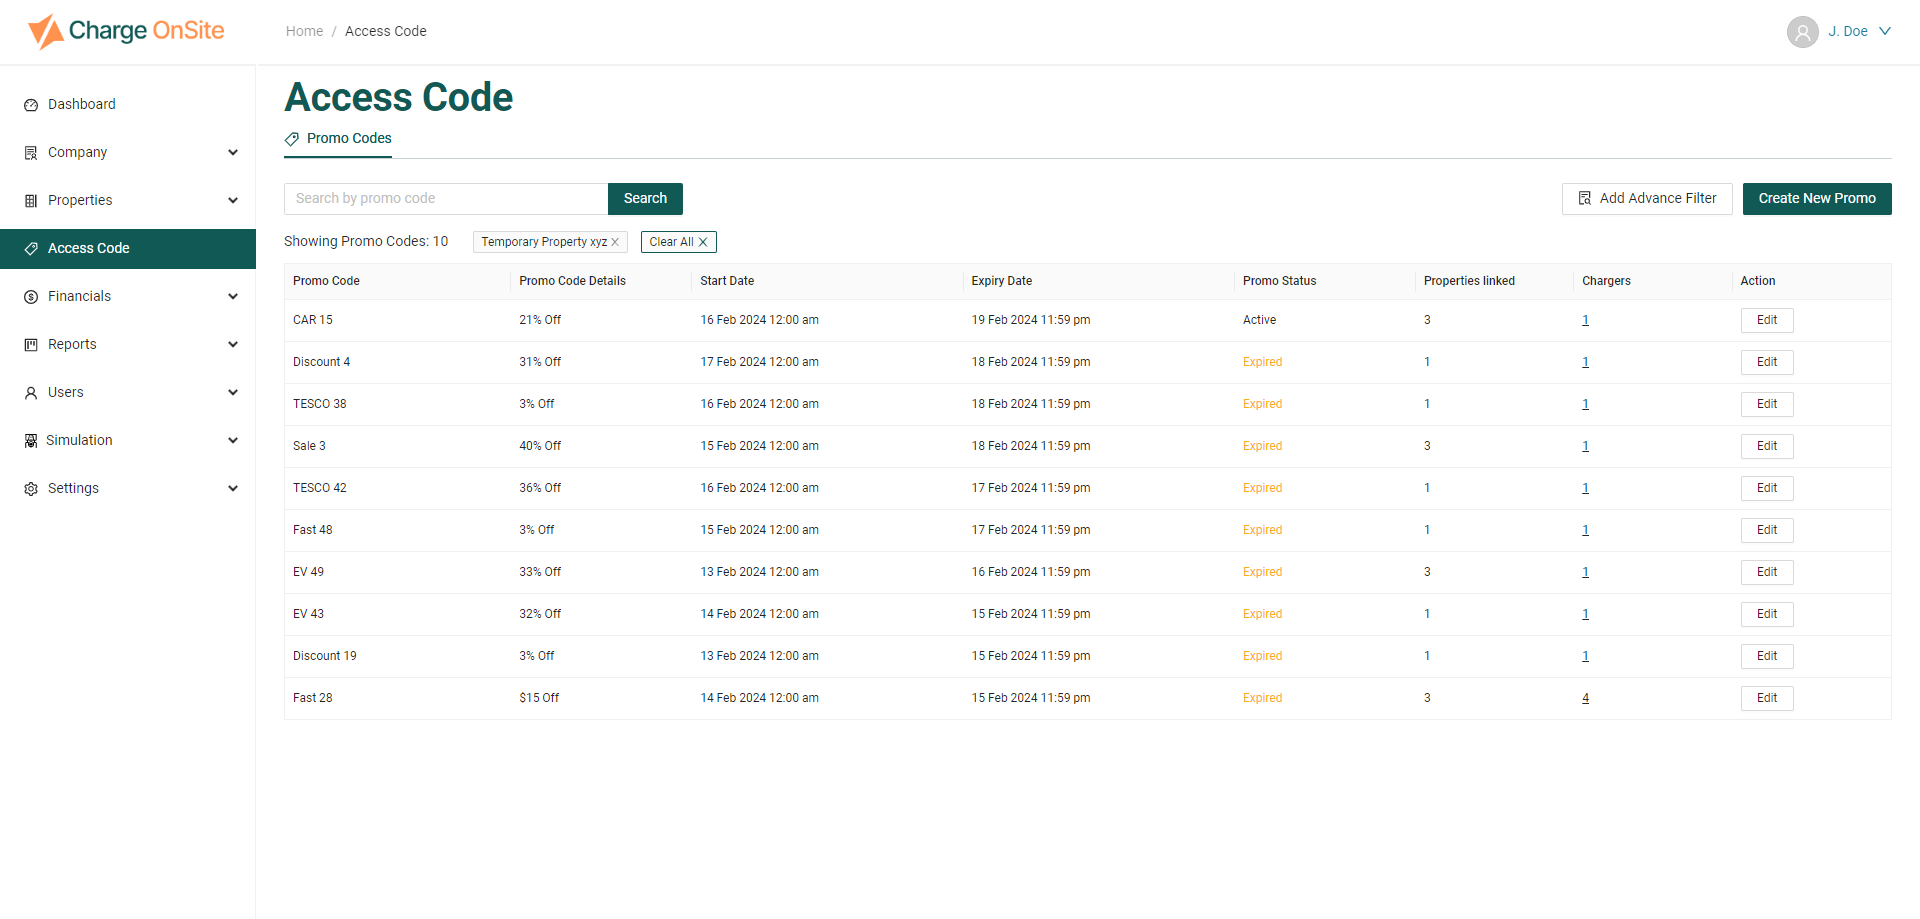 Charge OnSite
Home / Access Code
J. Doe
Dashboard
Company
Properties
Access Code
Financials
Reports
Users
Simulation
Settings
Access Code
Promo Codes
Search by promo code
Search
Add Advance Filter
Create New Promo
Showing Promo Codes: 10
Temporary Property xyz
Clear All
Promo Code Promo Code Details Start Date Expiry Date Promo Status Properties linked Chargers Action
CAR 15 21% Off 16 Feb 2024 12:00 am 19 Feb 2024 11:59 pm Active 3 1 Edit
Discount 4 31% Off 17 Feb 2024 12:00 am 18 Feb 2024 11:59 pm Expired 1 1 Edit
TESCO 38 3% Off 16 Feb 2024 12:00 am 18 Feb 2024 11:59 pm Expired 1 1 Edit
Sale 3 40% Off 15 Feb 2024 12:00 am 18 Feb 2024 11:59 pm Expired 3 1 Edit
TESCO 42 36% Off 16 Feb 2024 12:00 am 17 Feb 2024 11:59 pm Expired 1 1 Edit
Fast 48 3% Off 15 Feb 2024 12:00 am 17 Feb 2024 11:59 pm Expired 1 1 Edit
EV 49 33% Off 13 Feb 2024 12:00 am 16 Feb 2024 11:59 pm Expired 3 1 Edit
EV 43 32% Off 14 Feb 2024 12:00 am 15 Feb 2024 11:59 pm Expired 1 1 Edit
Discount 19 3% Off 13 Feb 2024 12:00 am 15 Feb 2024 11:59 pm Expired 1 1 Edit
Fast 28 $15 Off 14 Feb 2024 12:00 am 15 Feb 2024 11:59 pm Expired 3 4 Edit